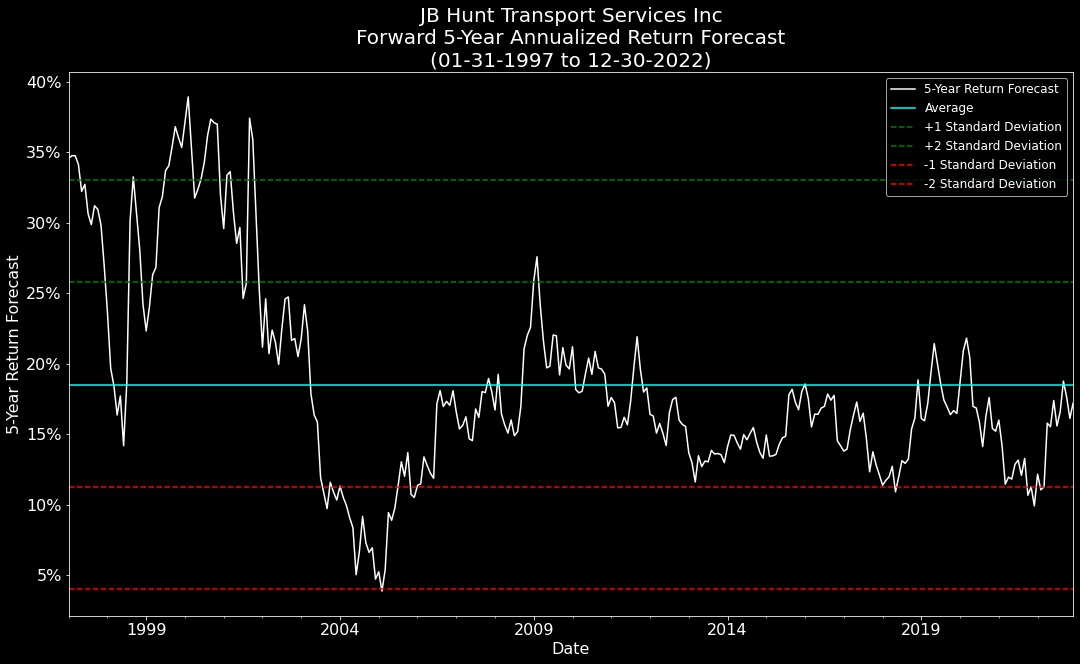 JB Hunt Transport Services Inc
Forward 5-Year Annualized Return Forecast
(01-31-1997 to 12-30-2022)
40%
35%
30%
25%
20%
15%
10%
5%
5-Year Return Forecast
5-Year Return Forecast
Average
+1 Standard Deviation
+2 Standard Deviation
-1 Standard Deviation
-2 Standard Deviation
1999
2004
2009
2014
2019
Date